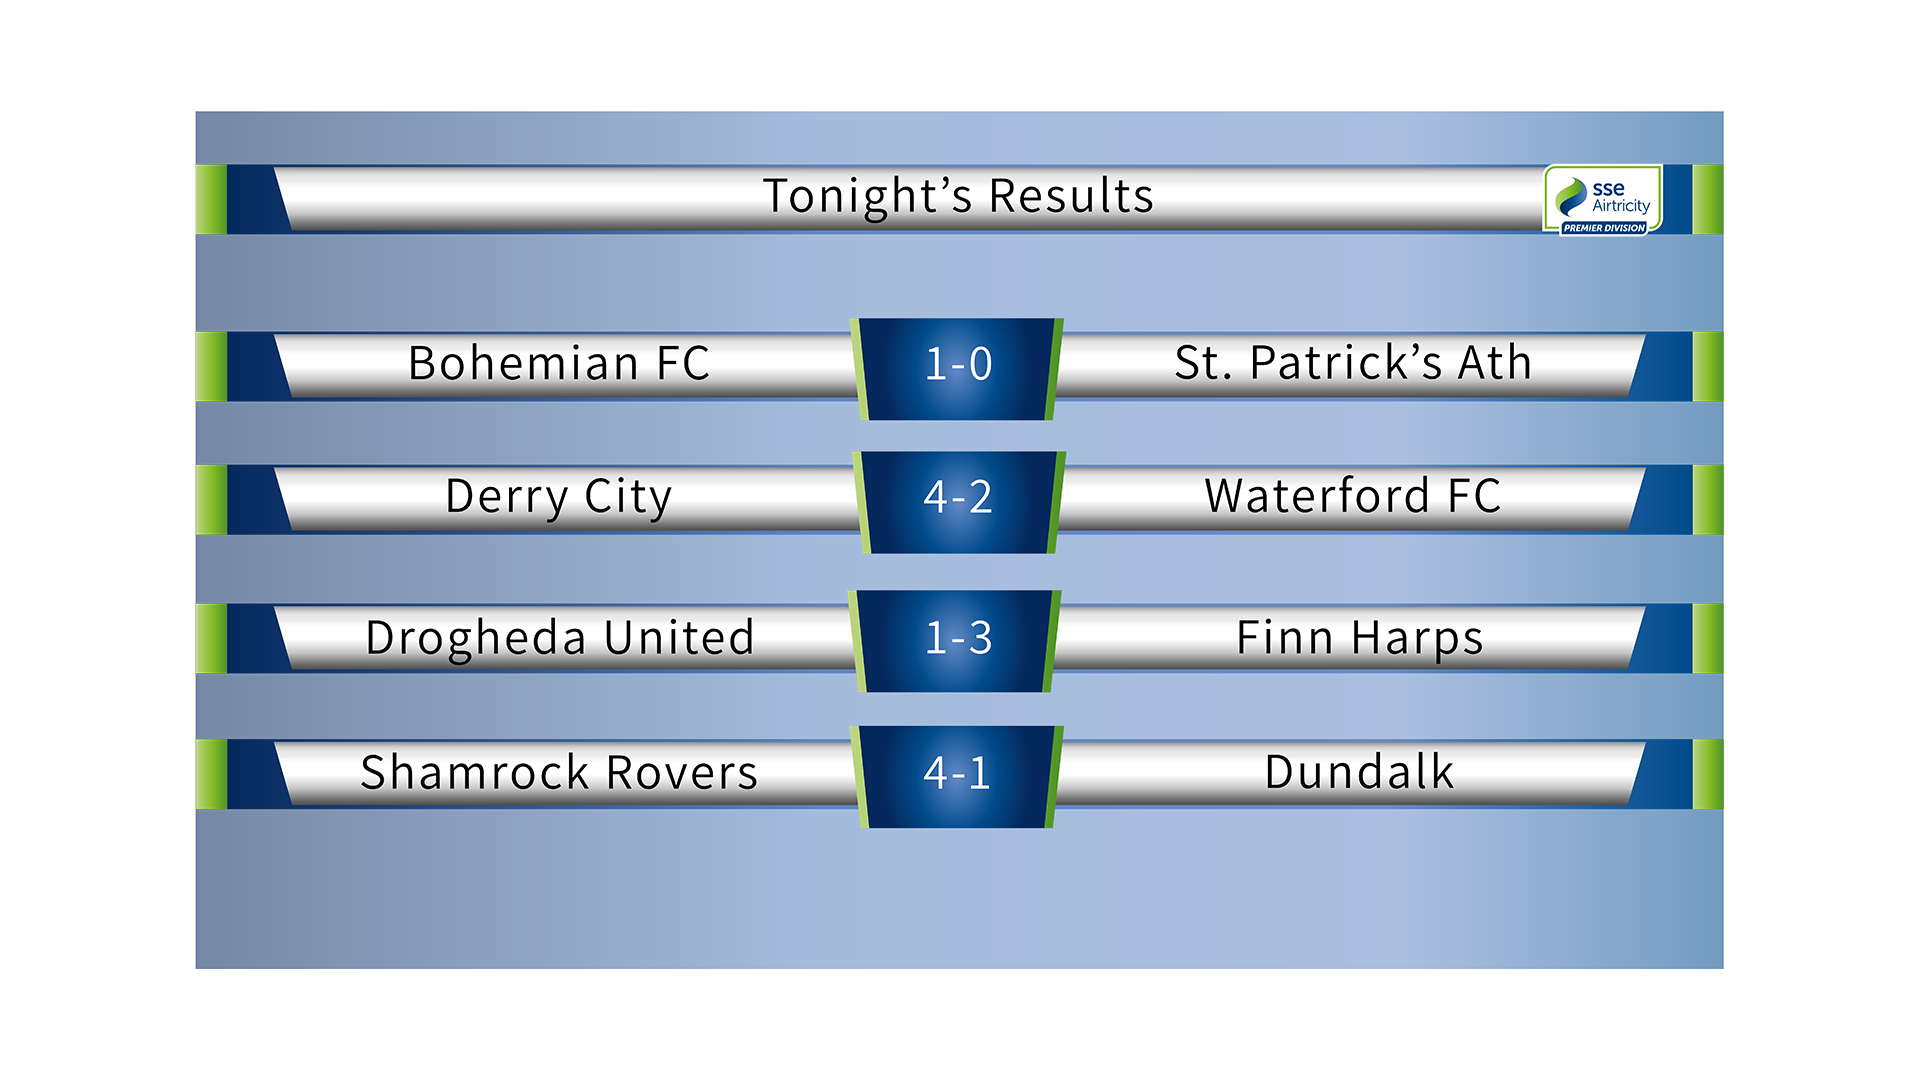 Tonight’s Results
sse
Airtricity
PREMIER DIVISION
Bohemian FC 1-0 St. Patrick’s Ath
Derry City 4-2 Waterford FC
Drogheda United 1-3 Finn Harps
Shamrock Rovers 4-1 Dundalk